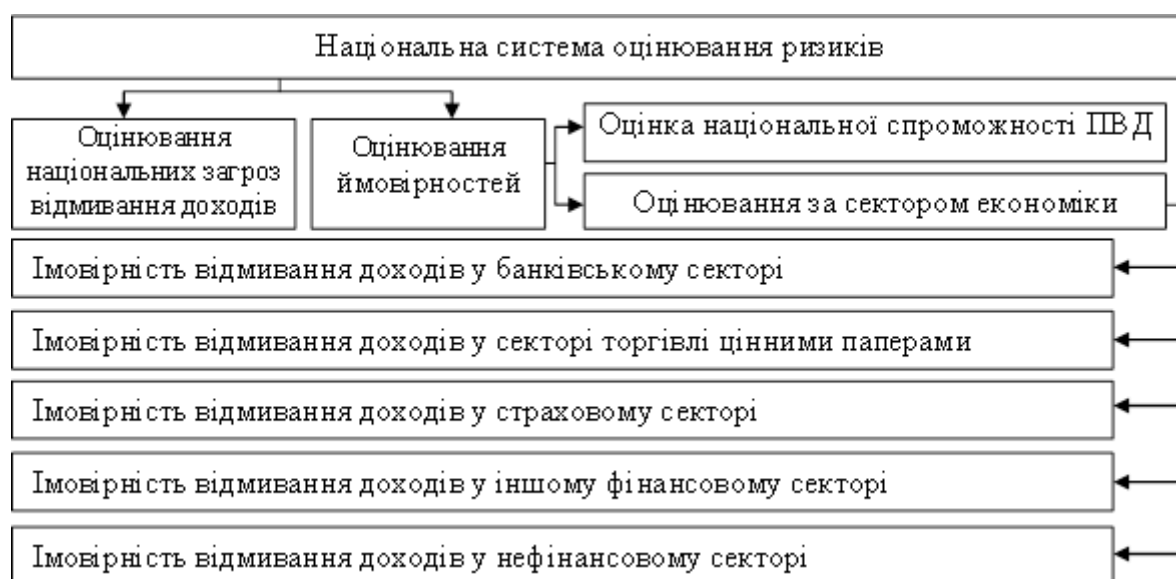 Національна система оцінювання ризиків
Оцінювання
національних загроз
відмивання доходів
Оцінювання
ймовірностей
Оцінка національної спроможності ПВД
Оцінювання за сектором економіки
Імовірність відмивання доходів у банківському секторі
Імовірність відмивання доходів у секторі торгівлі цінними паперами
Імовірність відмивання доходів у страховому секторі
Імовірність відмивання доходів у іншому фінансовому секторі
Імовірність відмивання доходів у нефінансовому секторі